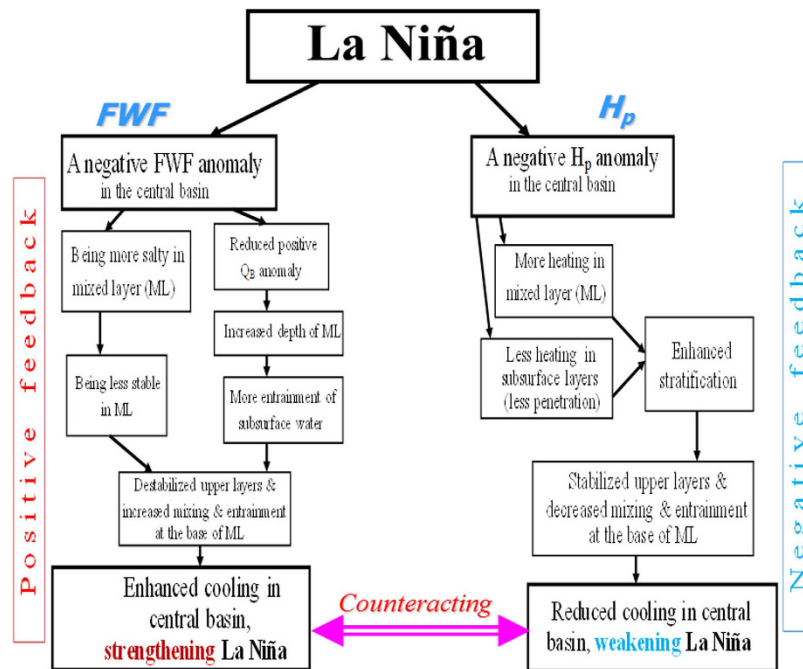 La Niña
FWF
H_p
A negative FWF anomaly
in the central basin
A negative H_p anomaly
in the central basin
Positive feedback
Being more salty in
mixed layer (ML)
Reduced positive
Q_B anomaly
Increased depth of ML
Being less stable
in ML
More entrainment of
subsurface water
Destabilized upper layers &
increased mixing & entrainment
at the base of ML
Enhanced cooling in
central basin,
strengthening La Niña
Counteracting
More heating in
mixed layer (ML)
Less heating in
subsurface layers
(less penetration)
Enhanced
stratification
Stabilized upper layers &
decreased mixing & entrainment
at the base of ML
Reduced cooling in central
basin, weakening La Niña
Negative feedback